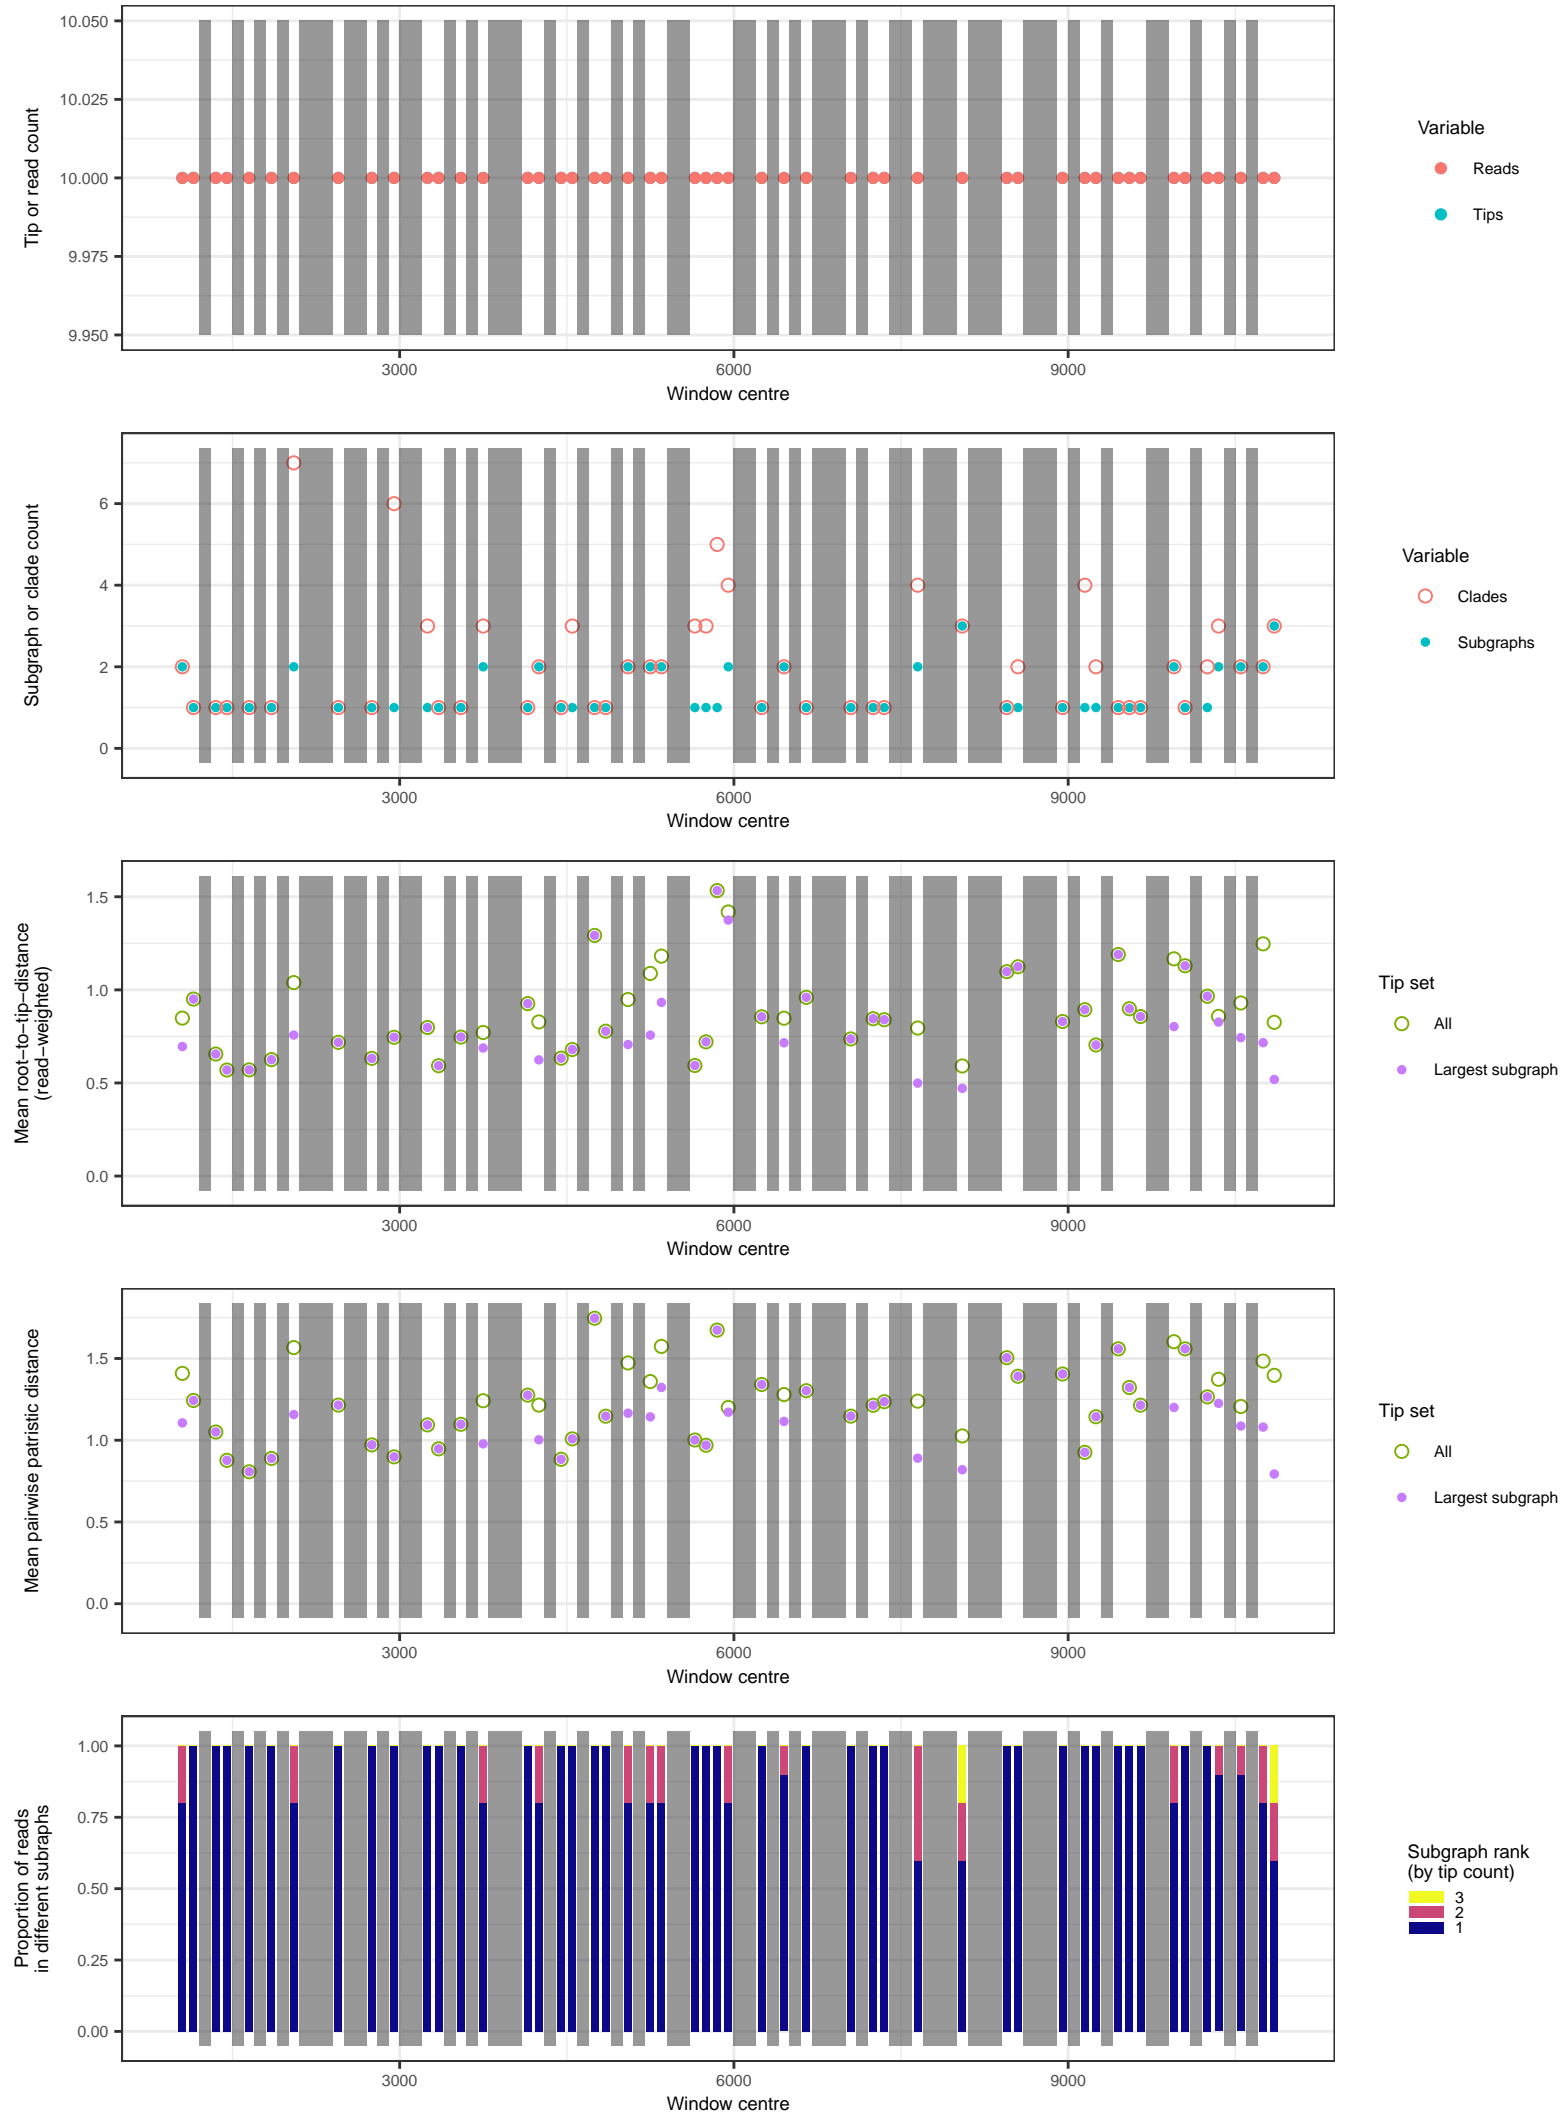 10.050
10.025
10.000
9.975
9.950
Tip or read count
3000
6000
9000
Window centre
Variable
Reads
Tips
6
4
2
0
Subgraph or clade count
3000
6000
9000
Window centre
Variable
Clades
Subgraphs
1.5
1.0
0.5
0.0
Mean root−to−tip−distance
(read−weighted)
3000
6000
9000
Window centre
Tip set
All
Largest subgraph
1.5
1.0
0.5
0.0
Mean pairwise patristic distance
3000
6000
9000
Window centre
Tip set
All
Largest subgraph
1.00
0.75
0.50
0.25
0.00
Proportion of reads
in different subraphs
3000
6000
9000
Window centre
Subgraph rank
(by tip count)
3
2
1